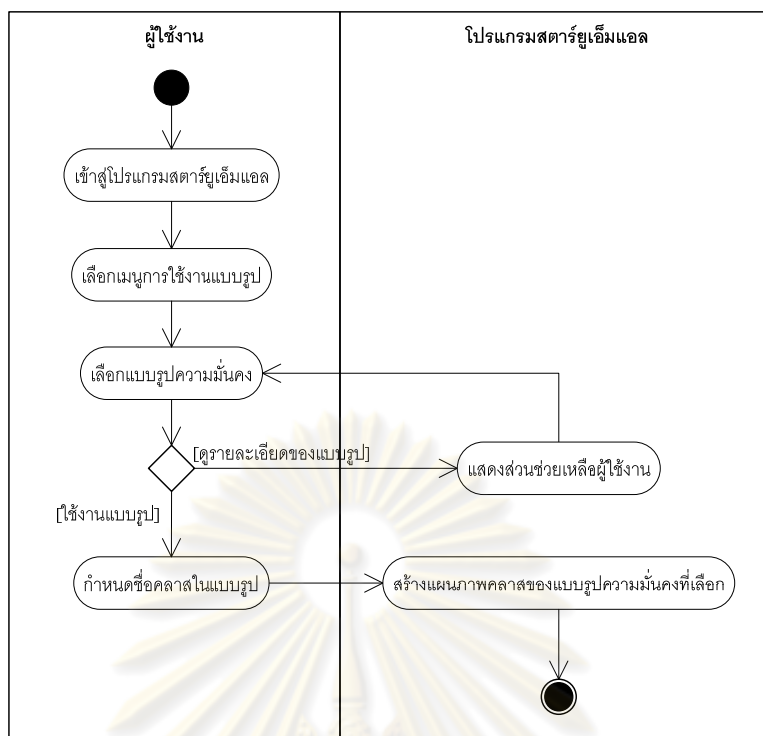 ผู้ใช้งาน
โปรแกรมสตาร์ยูเอ็มแอล
เข้าสู่โปรแกรมสตาร์ยูเอ็มแอล
เลือกเมนูการใช้งานแบบรูป
เลือกแบบรูปความมั่นคง
[ดูรายละเอียดของแบบรูป]
แสดงส่วนช่วยเหลือผู้ใช้งาน
[ใช้งานแบบรูป]
กำหนดชื่อคลาสในแบบรูป
สร้างแผนภาพคลาสของแบบรูปความมั่นคงที่เลือก